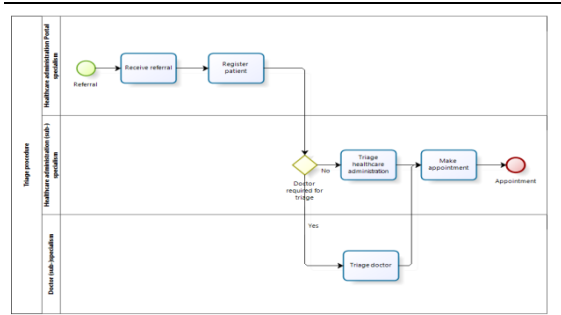 Triage procedure
Healthcare administration Portal
specialism
Referral
Receive referral
Register
patient
Healthcare administration (sub-)
specialism
Doctor
required for
triage
No
Triage
healthcare
administration
Make
appointment
Appointment
Doctor (sub-)specialism
Yes
Triage doctor